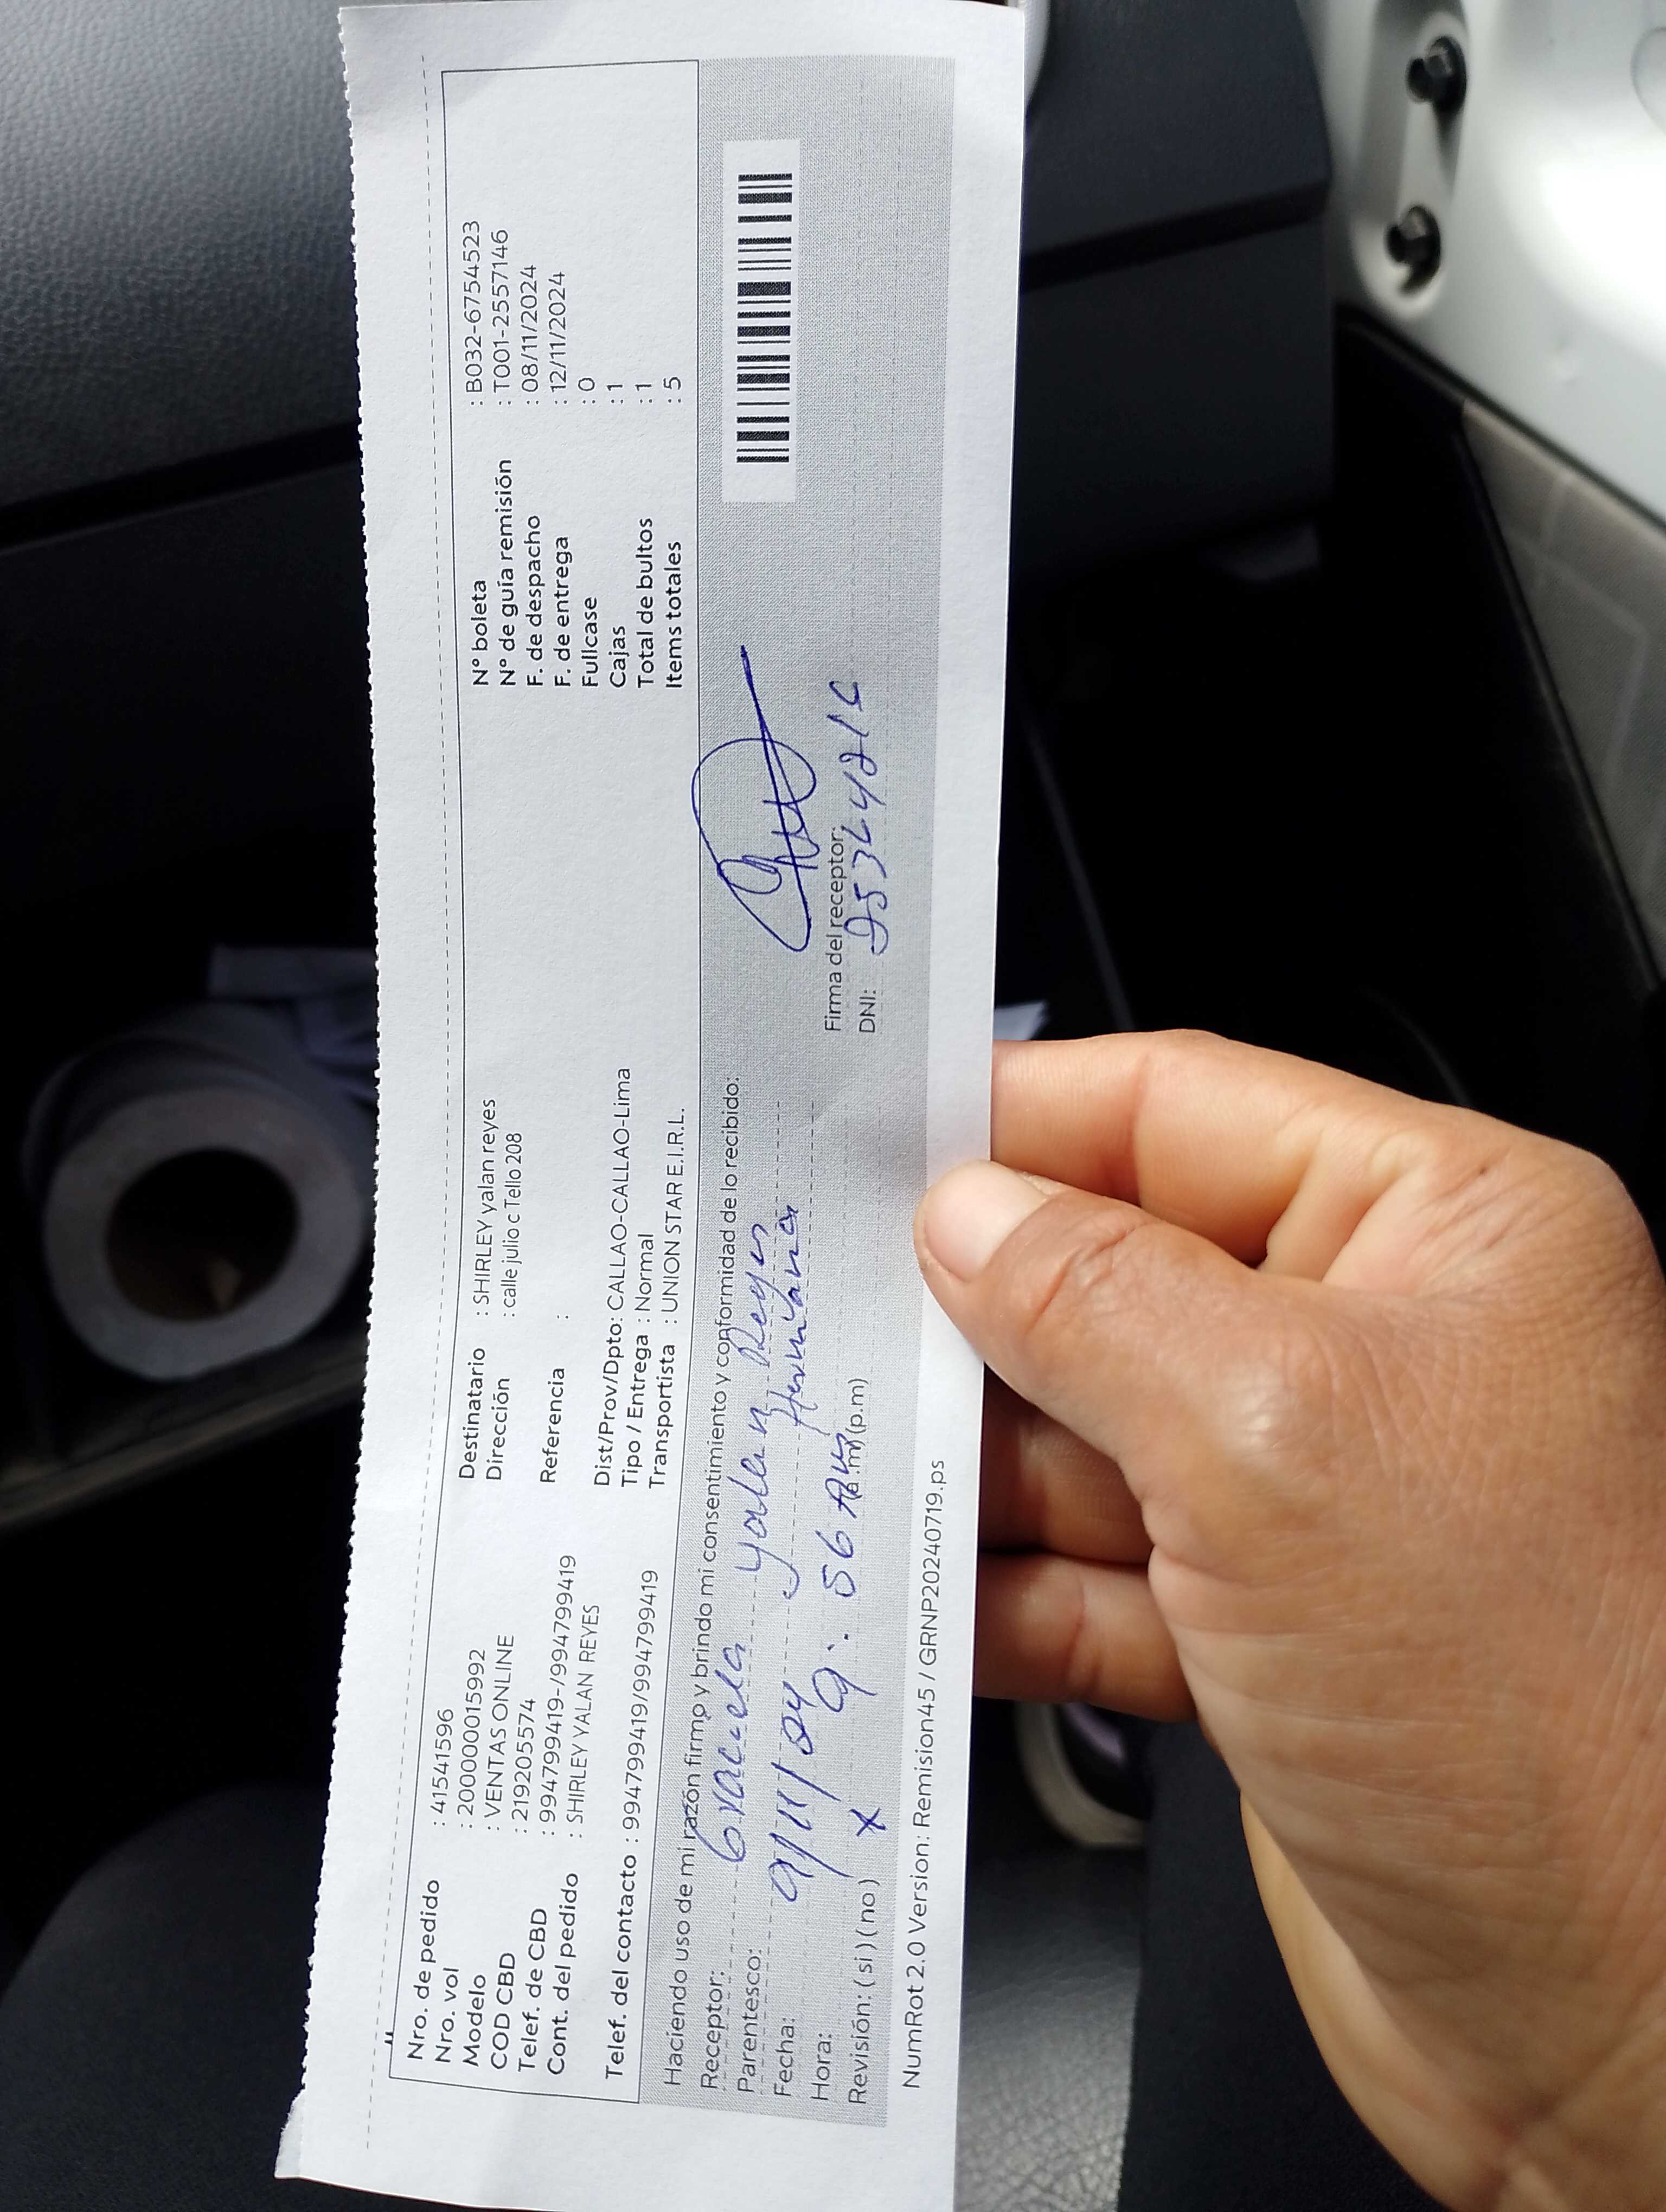 Nro. de pedido : 41541596
Nro. vol : 2000000015992
Modelo : VENTAS ONLINE
COD CBD : 219205574
Telef. de CBD : 994799419-/994799419
Cont. del pedido : SHIRLEY YALAN REYES
Telef. del contacto : 994799419/994799419
Destinatario : SHIRLEY yalan reyes
Dirección : calle julio c Tello 208
Referencia :
Dist/Prov/Dpto: CALLAO-CALLAO-Lima
Tipo / Entrega : Normal
Transportista : UNION STAR E.I.R.L.
N° boleta : B032-6754523
N° de guía remisión : T001-2557146
F. de despacho : 08/11/2024
F. de entrega : 12/11/2024
Fullcase : 0
Cajas : 1
Total de bultos : 1
Items totales : 5
Haciendo uso de mi razón firmo y brindo mi consentimiento y conformidad de lo recibido:
Receptor: Graciela yalan Reyes
Parentesco: Hermana
Fecha: 9/11/24
Hora: 9:56 AM (a.m) (p.m)
Revisión: (si) (no) X
Firma del receptor:
DNI:
NumRot 2.0 Version: Remision45 / GRNP20240719.ps